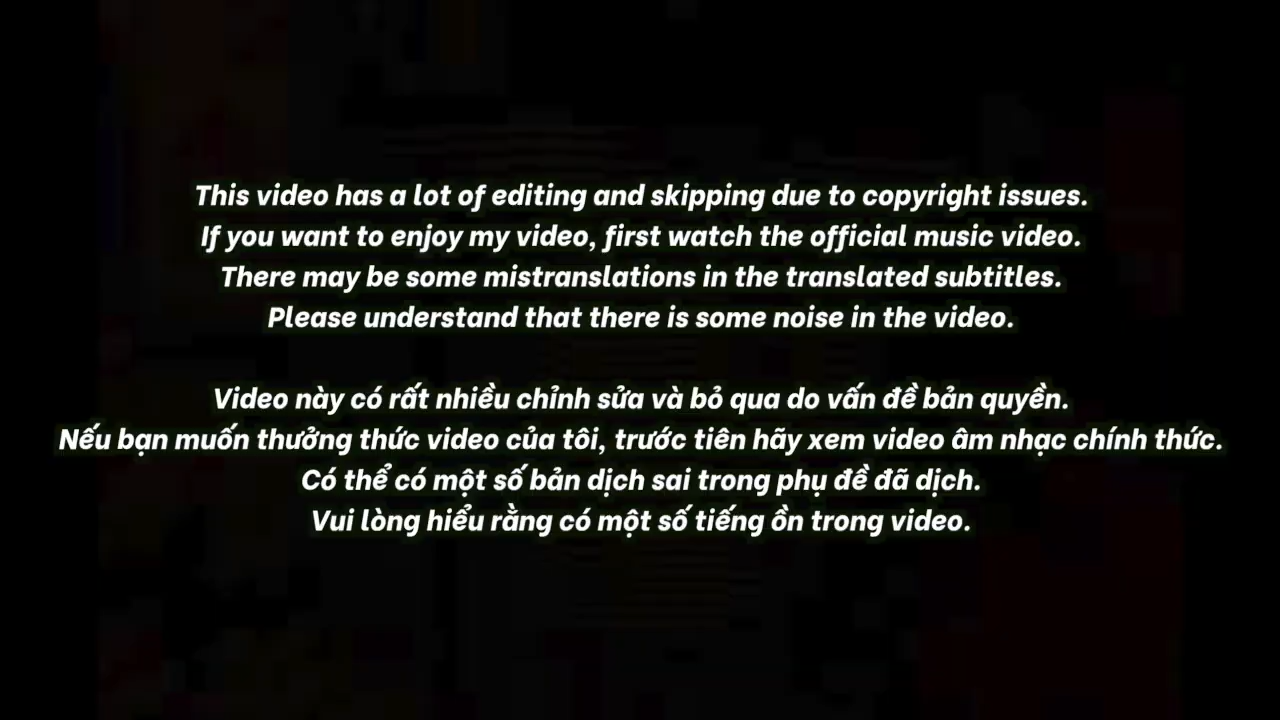 This video has a lot of editing and skipping due to copyright issues.
If you want to enjoy my video, first watch the official music video.
There may be some mistranslations in the translated subtitles.
Please understand that there is some noise in the video.
Video này có rất nhiều chỉnh sửa và bỏ qua do vấn đề bản quyền.
Nếu bạn muốn thưởng thức video của tôi, trước tiên hãy xem video âm nhạc chính thức.
Có thể có một số bản dịch sai trong phụ đề đã dịch.
Vui lòng hiểu rằng có một số tiếng ồn trong video.